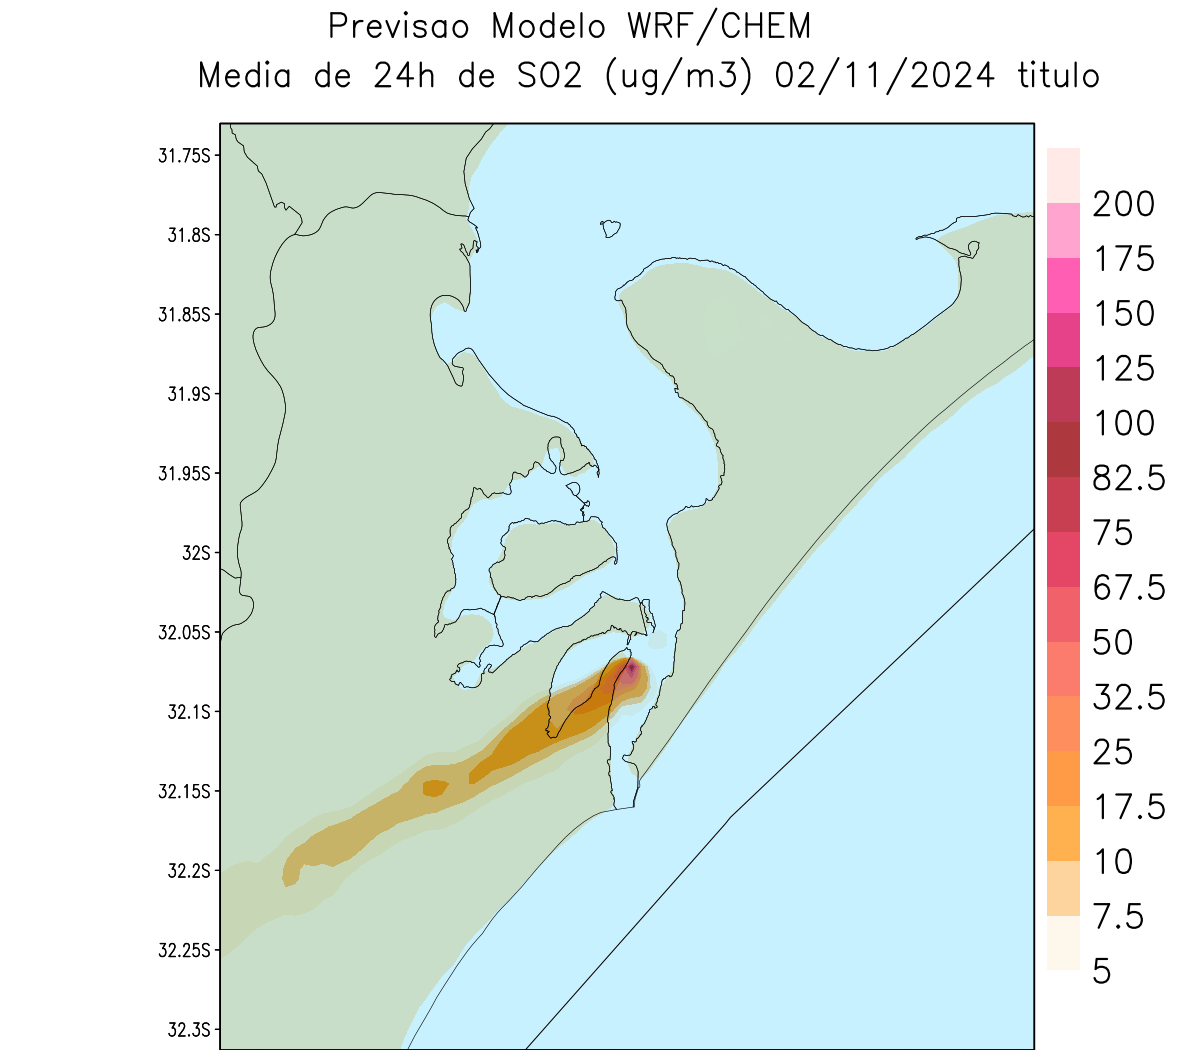 Previsao Modelo WRF/CHEM
Media de 24h de SO2 (ug/m3) 02/11/2024 titulo
31.75S
31.8S
31.85S
31.9S
31.95S
32S
32.05S
32.1S
32.15S
32.2S
32.25S
32.3S
200
175
150
125
100
82.5
75
67.5
50
32.5
25
17.5
10
7.5
5